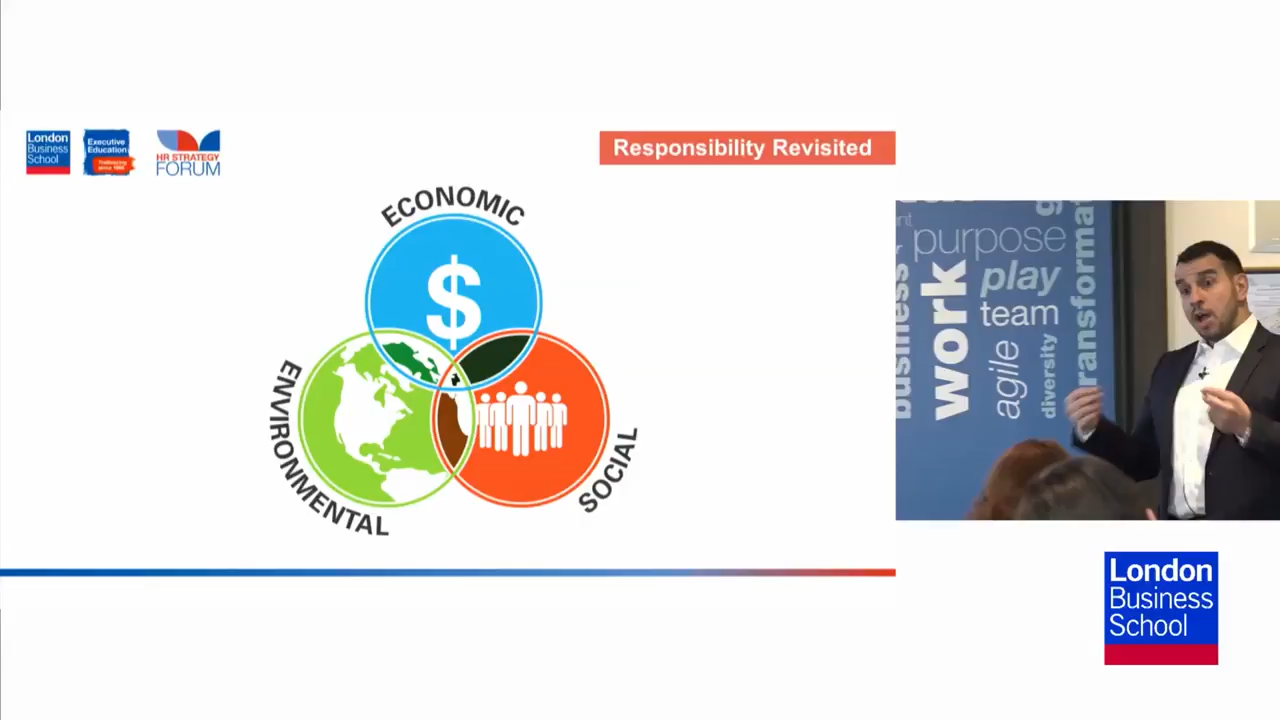 London
Business
School
Executive
Education
HR STRATEGY
FORUM
Responsibility Revisited
ECONOMIC
$
ENVIRONMENTAL
SOCIAL
purpose
work
play
team
agile
diversity
business
transformat
London
Business
School